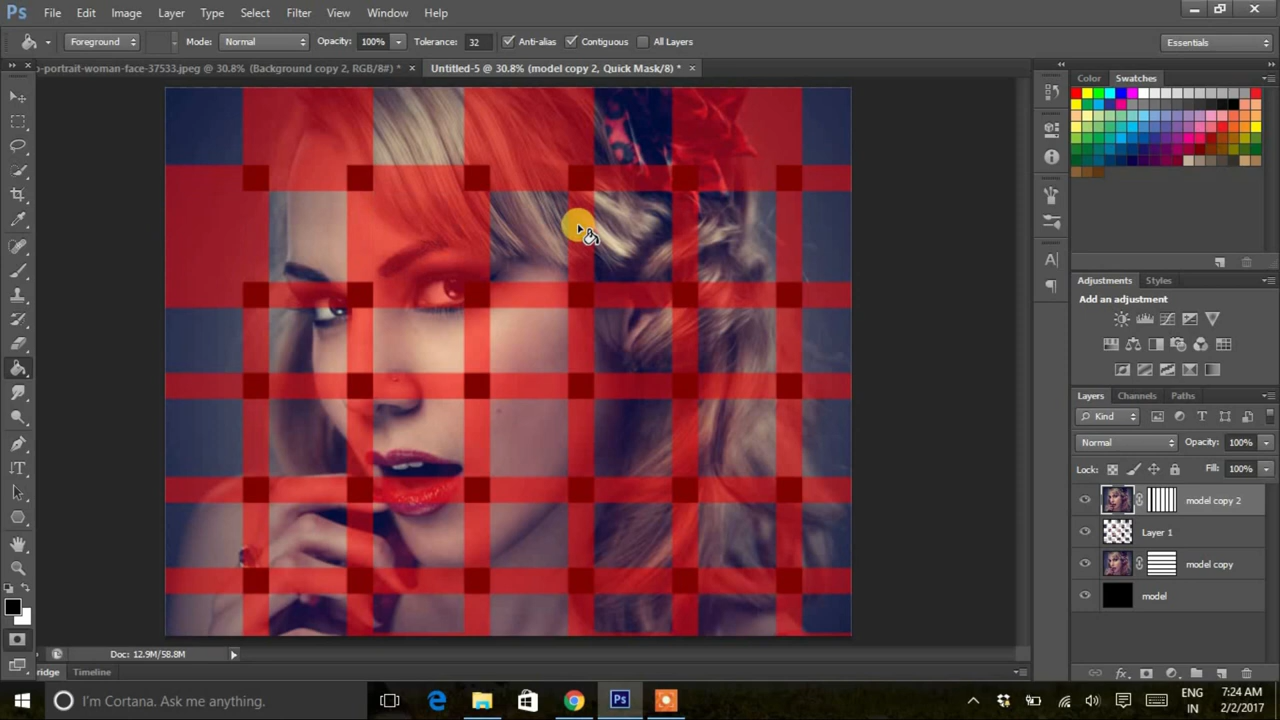 Ps File Edit Image Layer Type Select Filter View Window Help
Foreground Mode: Normal Opacity: 100% Tolerance: 32 Anti-alias Contiguous All Layers Essentials
o-portrait-woman-face-37533.jpeg @ 30.8% (Background copy 2, RGB/8#) * × Untitled-5 @ 30.8% (model copy 2, Quick Mask/8) * ×
Color Swatches
Adjustments Styles
Add an adjustment
Layers Channels Paths
Kind
Normal Opacity: 100%
Lock: Fill: 100%
model copy 2
Layer 1
model copy
model
Doc: 12.9M/58.8M
ridge Timeline
I'm Cortana. Ask me anything.
Ps
ENG
IN
7:24 AM
2/2/2017